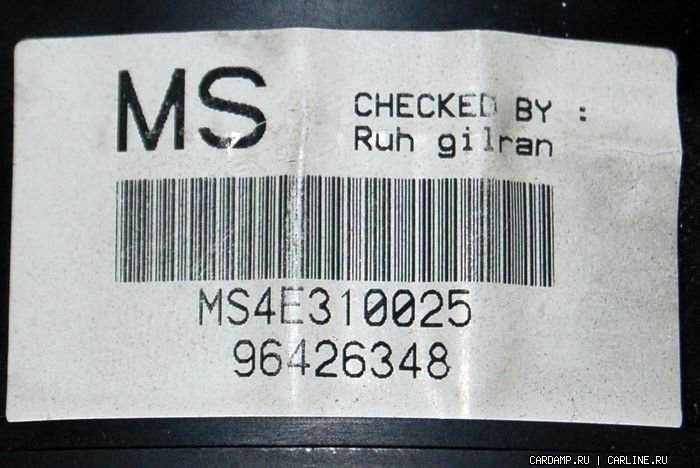 MS
CHECKED BY :
Ruh gilran
MS4E310025
96426348
CARDAMP.RU | CARLINE.RU